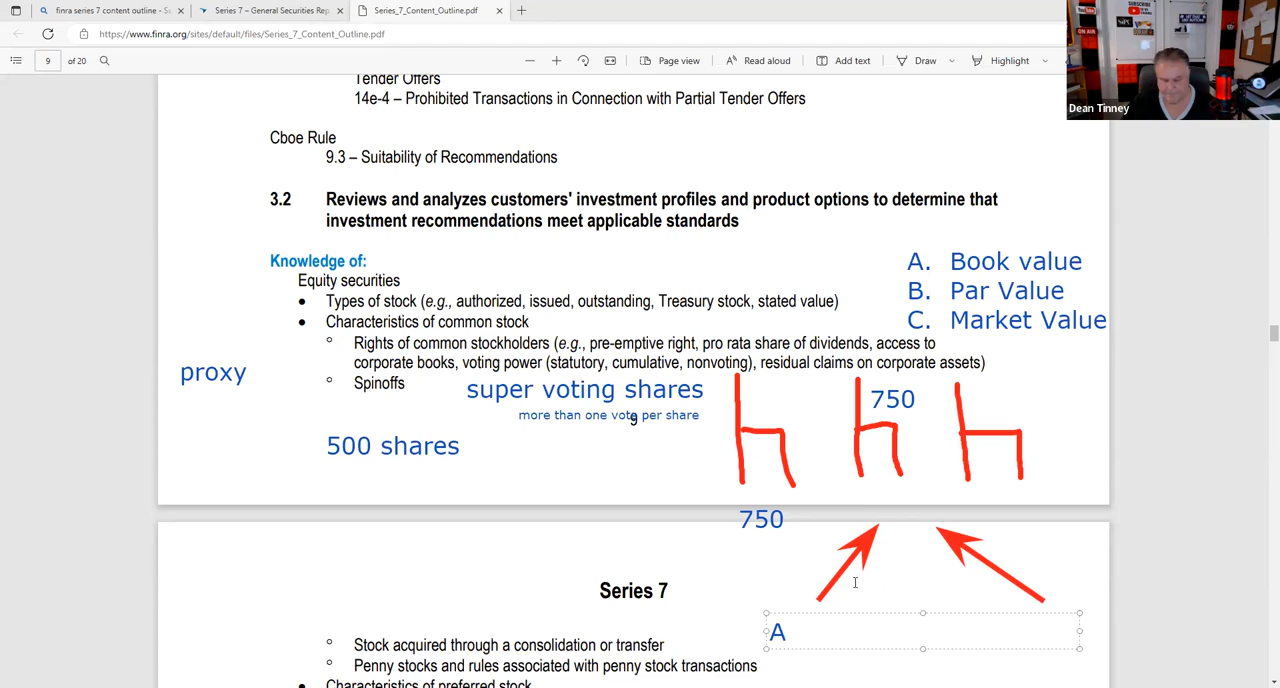 finra series 7 content outline - Se
Series 7 – General Securities Rep
Series_7_Content_Outline.pdf
https://www.finra.org/sites/default/files/Series_7_Content_Outline.pdf
9 of 20
Page view
Read aloud
Add text
Draw
Highlight
Dean Tinney
Tender Offers
14e-4 – Prohibited Transactions in Connection with Partial Tender Offers
Cboe Rule
9.3 – Suitability of Recommendations
3.2 Reviews and analyzes customers' investment profiles and product options to determine that
investment recommendations meet applicable standards
Knowledge of:
Equity securities
A. Book value
B. Par Value
C. Market Value
• Types of stock (e.g., authorized, issued, outstanding, Treasury stock, stated value)
• Characteristics of common stock
° Rights of common stockholders (e.g., pre-emptive right, pro rata share of dividends, access to
corporate books, voting power (statutory, cumulative, nonvoting), residual claims on corporate assets)
proxy
° Spinoffs
super voting shares
750
more than one vote per share
9
500 shares
750
Series 7
A
° Stock acquired through a consolidation or transfer
° Penny stocks and rules associated with penny stock transactions
• Characteristics of preferred stock